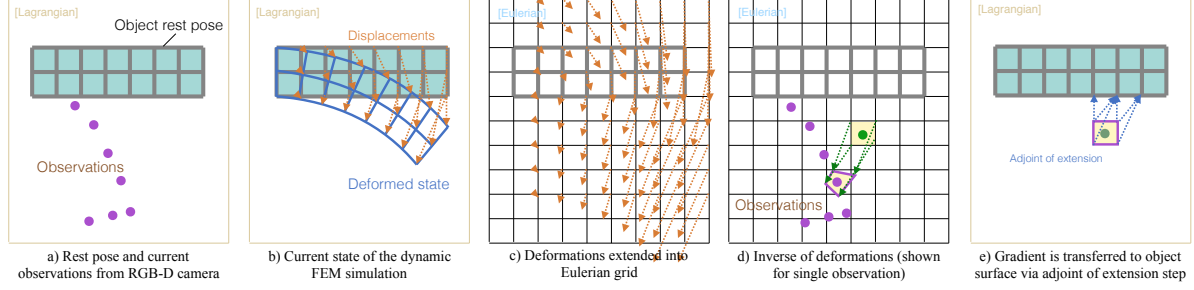 [Lagrangian]
Object rest pose
Observations
a) Rest pose and current
observations from RGB-D camera
[Lagrangian]
Displacements
Deformed state
b) Current state of the dynamic
FEM simulation
[Eulerian]
c) Deformations extended into
Eulerian grid
[Eulerian]
Observations
d) Inverse of deformations (shown
for single observation)
[Lagrangian]
Adjoint of extension
e) Gradient is transferred to object
surface via adjoint of extension step